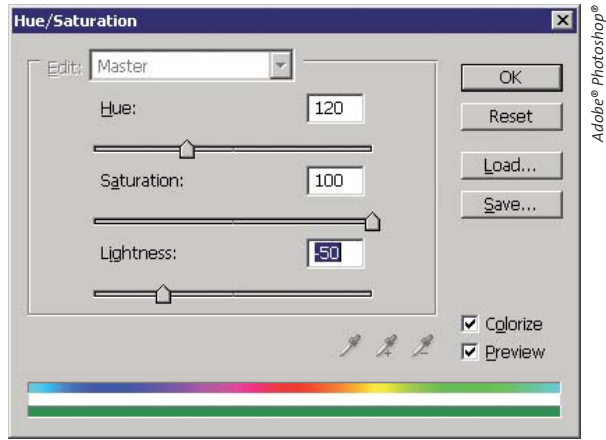 Hue/Saturation
Edit: Master
OK
Hue: 120
Reset
Saturation: 100
Load...
Save...
Lightness: -50
Colorize
Preview
Adobe® Photoshop®